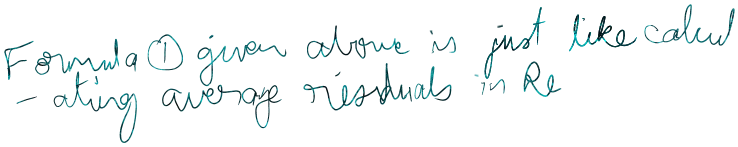 Formula ① given above is just like calcul
- ating average residuals in Re